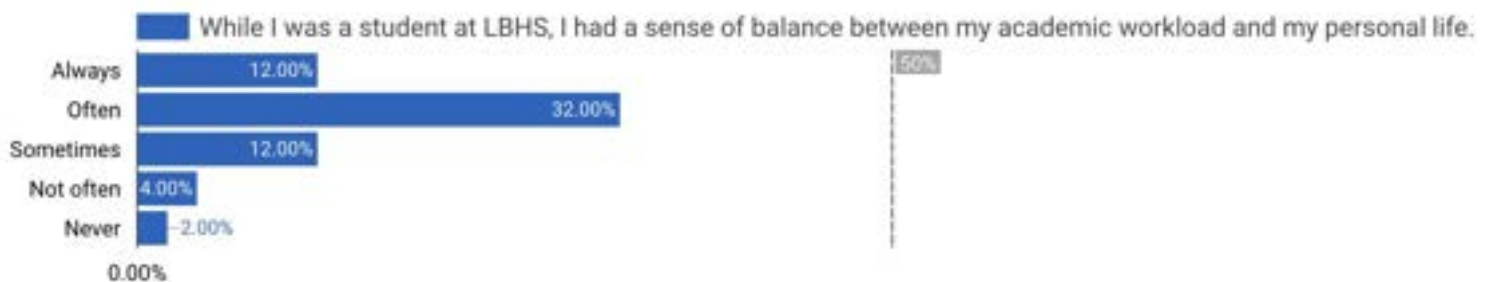 While I was a student at LBHS, I had a sense of balance between my academic workload and my personal life.
50%
Always 12.00%
Often 32.00%
Sometimes 12.00%
Not often 4.00%
Never 2.00%
0.00%